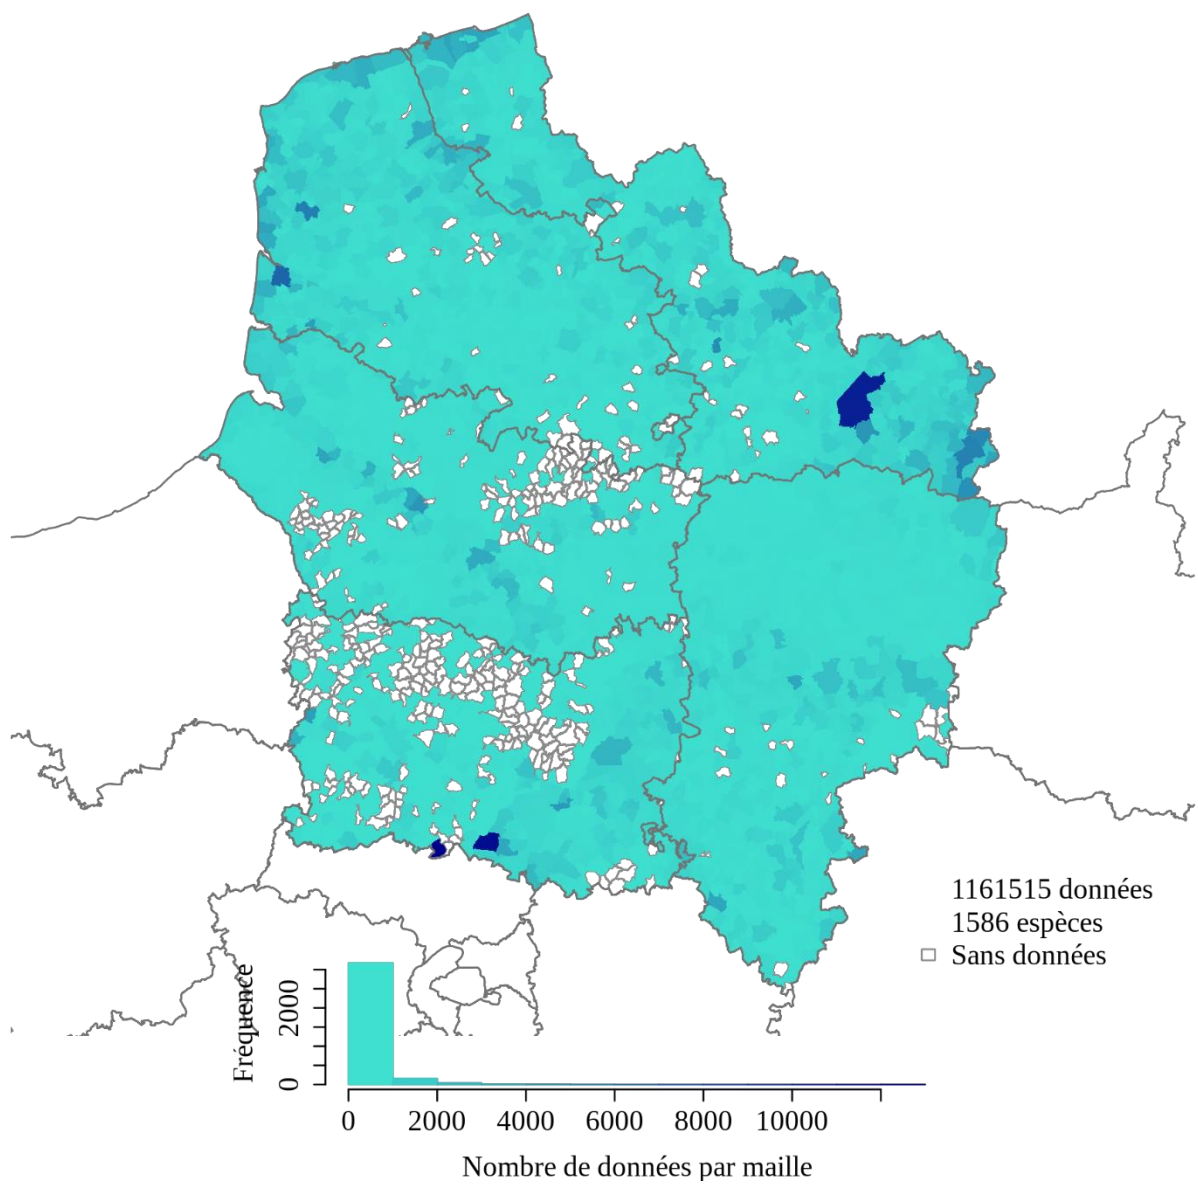 1161515 données
1586 espèces
Sans données
Fréquence
2000
0
0 2000 4000 6000 8000 10000
Nombre de données par maille